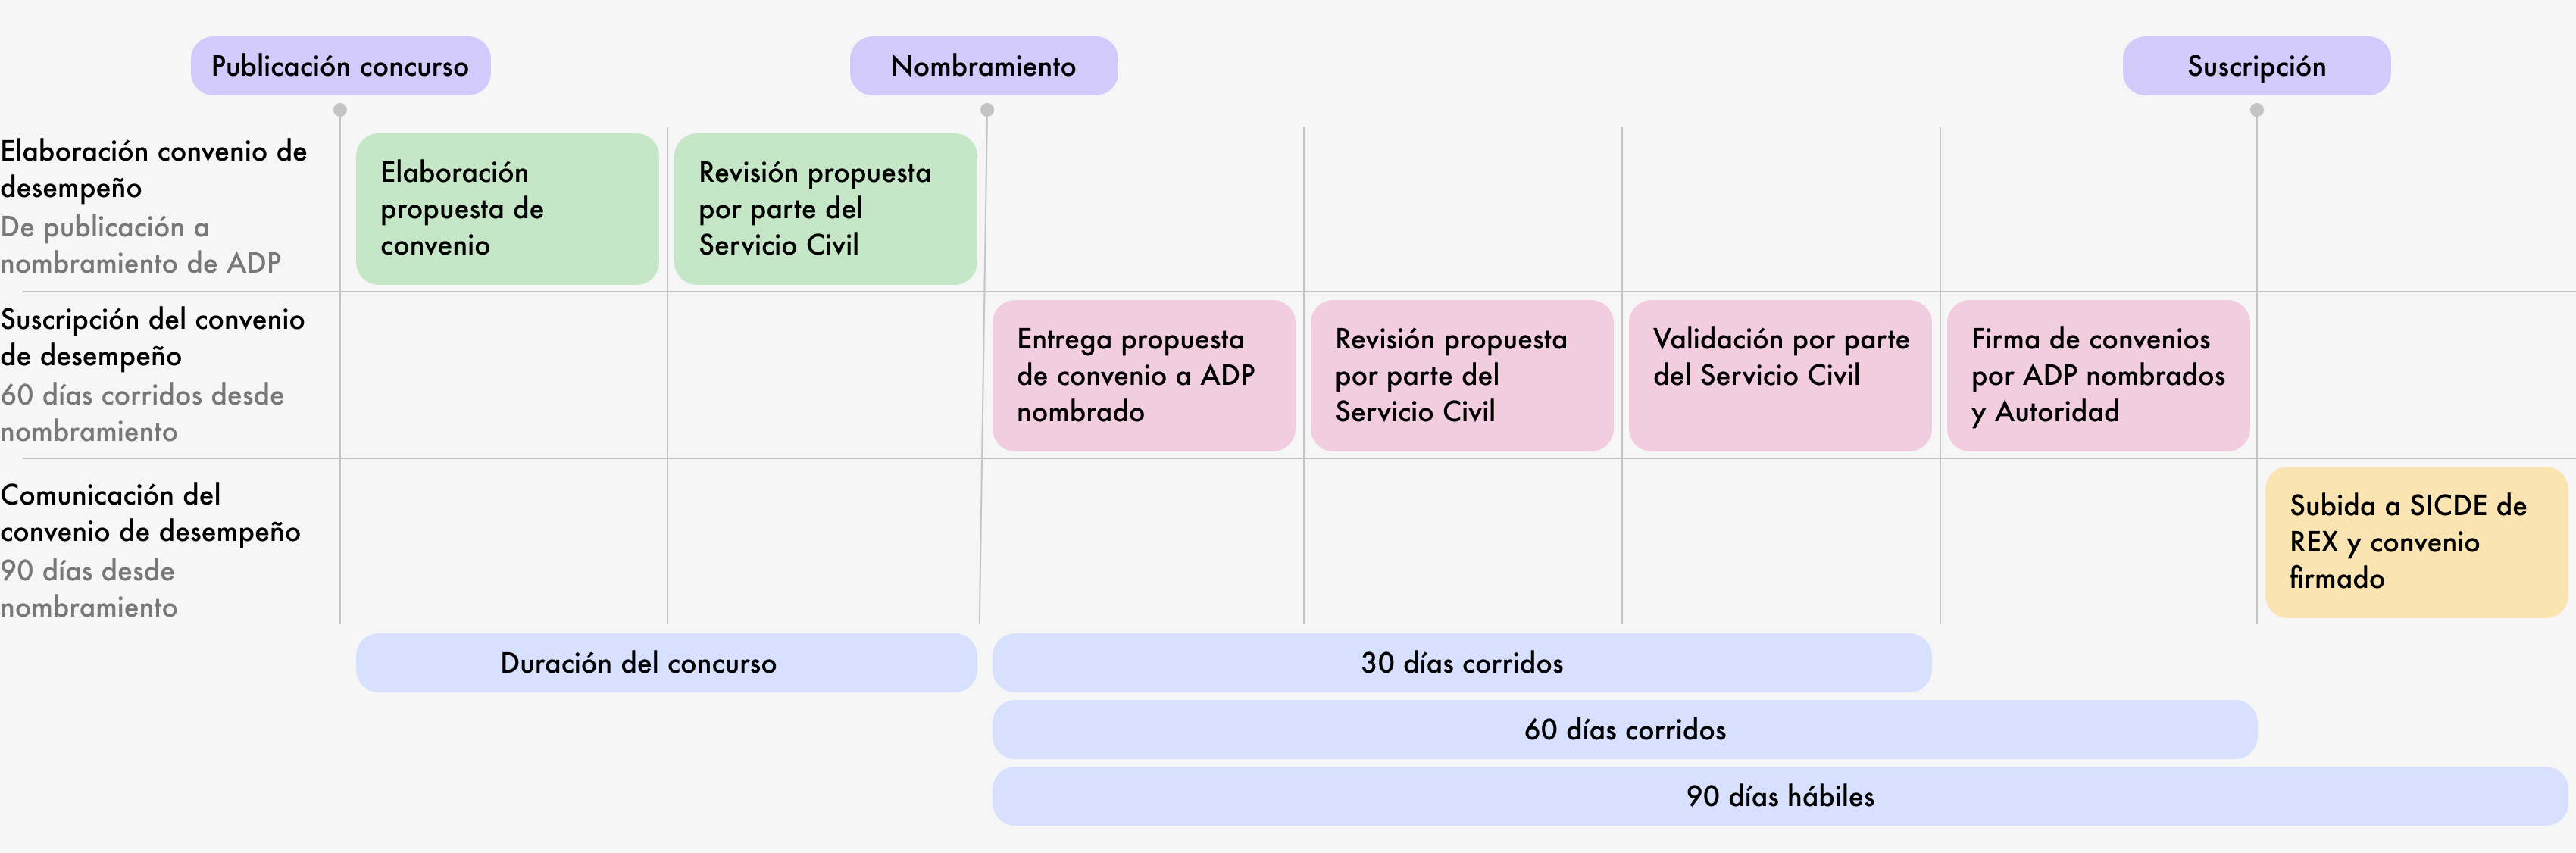 Publicación concurso
Nombramiento
Suscripción
Elaboración convenio de
desempeño
De publicación a
nombramiento de ADP
Elaboración
propuesta de
convenio
Revisión propuesta
por parte del
Servicio Civil
Suscripción del convenio
de desempeño
60 días corridos desde
nombramiento
Entrega propuesta
de convenio a ADP
nombrado
Revisión propuesta
por parte del
Servicio Civil
Validación por parte
del Servicio Civil
Firma de convenios
por ADP nombrados
y Autoridad
Comunicación del
convenio de desempeño
90 días desde
nombramiento
Subida a SICDE de
REX y convenio
firmado
Duración del concurso
30 días corridos
60 días corridos
90 días hábiles